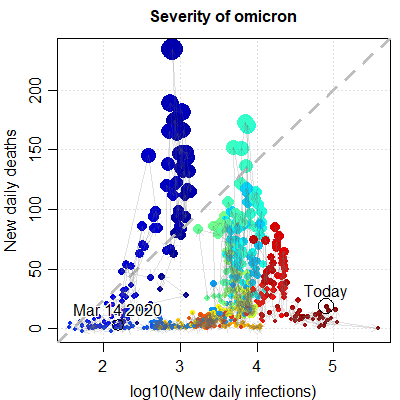 Severity of omicron
New daily deaths
200
150
100
50
0
Mar, 14 2020
Today
2
3
4
5
log10(New daily infections)